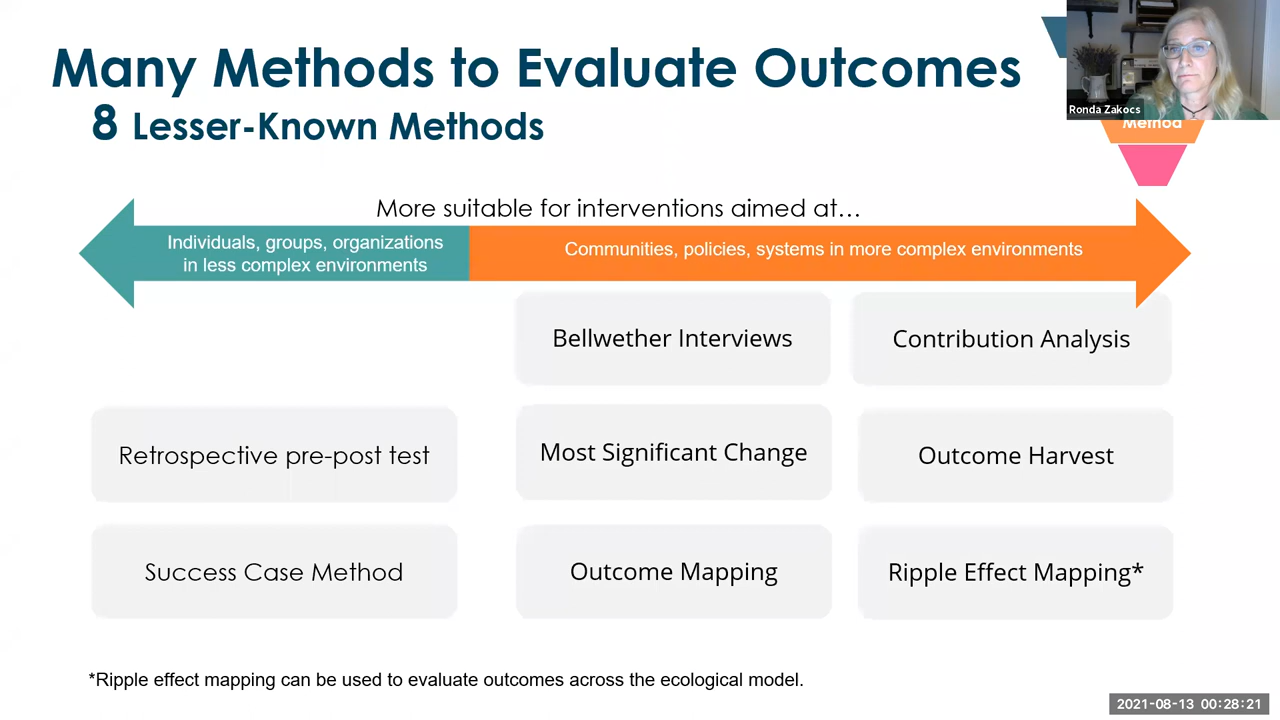 Many Methods to Evaluate Outcomes
8 Lesser-Known Methods
Ronda Zakocs
Method
More suitable for interventions aimed at…
Individuals, groups, organizations
in less complex environments
Communities, policies, systems in more complex environments
Bellwether Interviews
Contribution Analysis
Retrospective pre-post test
Most Significant Change
Outcome Harvest
Success Case Method
Outcome Mapping
Ripple Effect Mapping*
*Ripple effect mapping can be used to evaluate outcomes across the ecological model.
2021-08-13 00:28:21